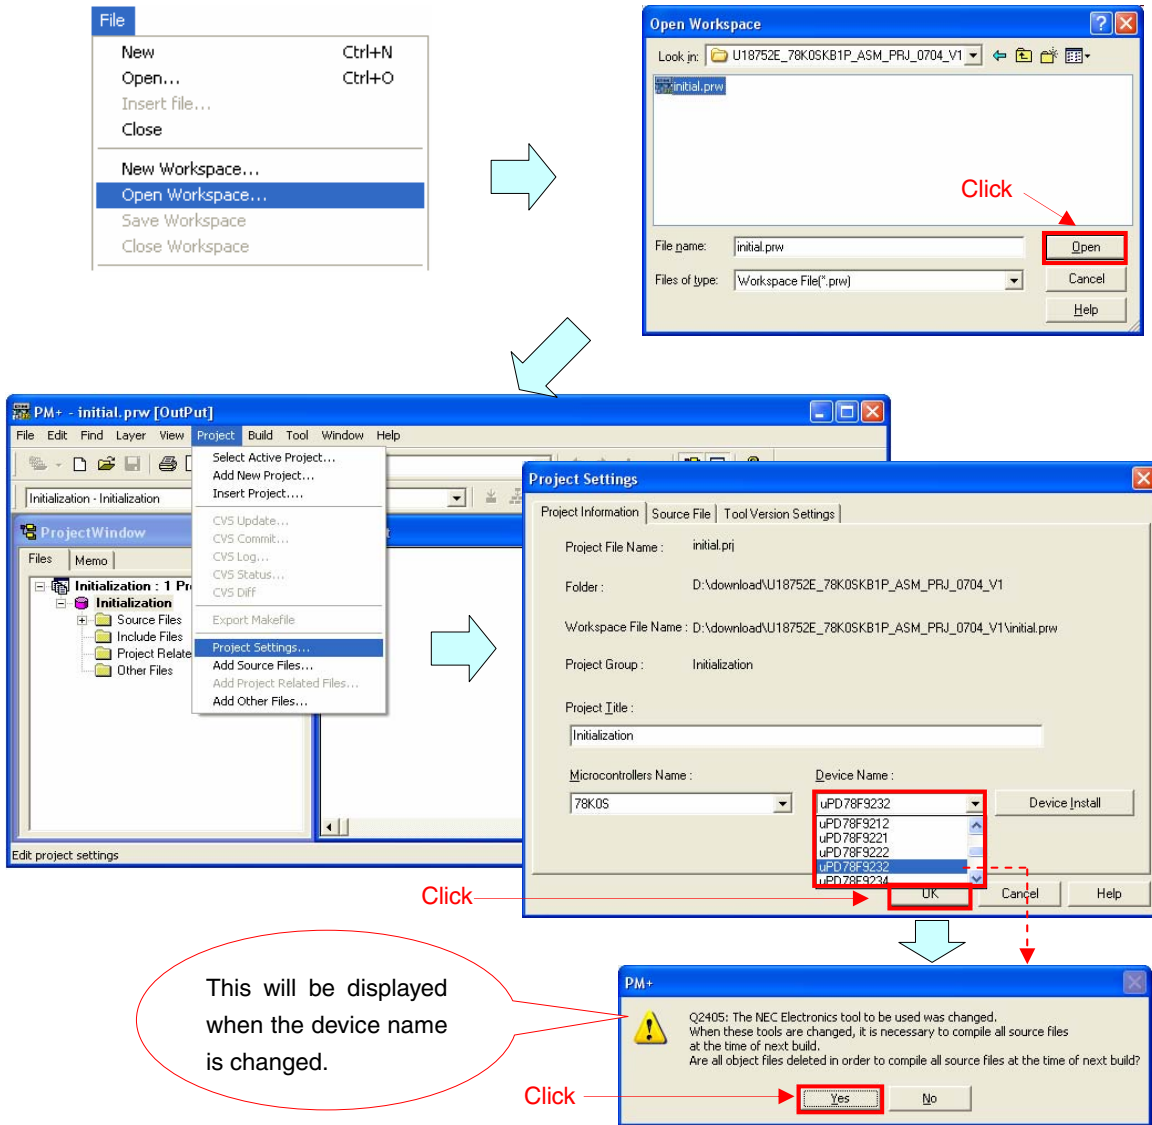 File
New Ctrl+N
Open... Ctrl+O
Insert file...
Close
New Workspace...
Open Workspace...
Save Workspace
Close Workspace
Open Workspace
Look in: U18752E_78K0SKB1P_ASM_PRJ_0704_V1
initial.prw
Click
File name: initial.prw Open
Files of type: Workspace File(*.prw) Cancel
Help
PM+ - initial.prw [OutPut]
File Edit Find Layer View Project Build Tool Window Help
Select Active Project...
Add New Project...
Insert Project....
CVS Update...
CVS Commit...
CVS Log...
CVS Status...
CVS Diff
Export Makefile
Project Settings...
Add Source Files...
Add Project Related Files...
Add Other Files...
Initialization - Initialization
ProjectWindow
Files Memo
Initialization : 1 Pr
Initialization
Source Files
Include Files
Project Relate
Other Files
Edit project settings
Project Settings
Project Information Source File Tool Version Settings
Project File Name : initial.prj
Folder : D:\download\U18752E_78K0SKB1P_ASM_PRJ_0704_V1
Workspace File Name : D:\download\U18752E_78K0SKB1P_ASM_PRJ_0704_V1\initial.prw
Project Group : Initialization
Project Title :
Initialization
Microcontrollers Name : Device Name :
78K0S uPD78F9232 Device Install
uPD78F9212
uPD78F9221
uPD78F9222
uPD78F9232
uPD78F9234
Click
OK Cancel Help
This will be displayed
when the device name
is changed.
PM+
Q2405: The NEC Electronics tool to be used was changed.
When these tools are changed, it is necessary to compile all source files
at the time of next build.
Are all object files deleted in order to compile all source files at the time of next build?
Click
Yes No